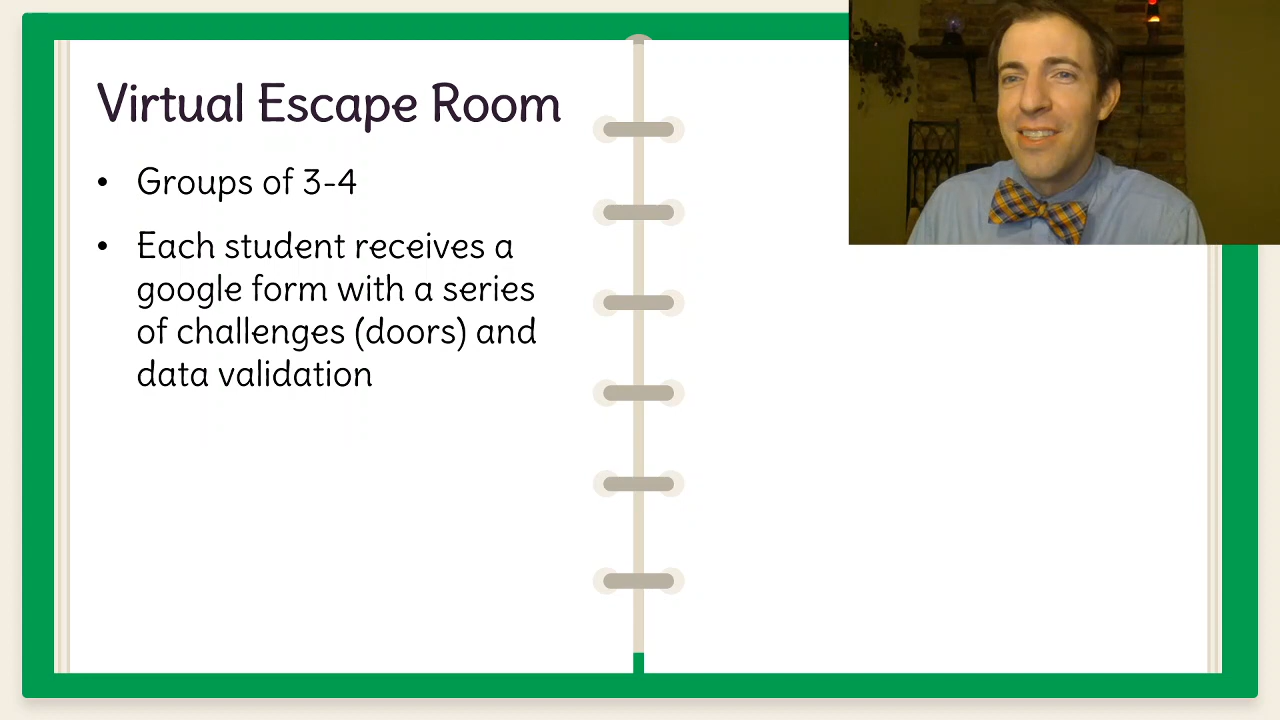 Virtual Escape Room
• Groups of 3-4
• Each student receives a
google form with a series
of challenges (doors) and
data validation